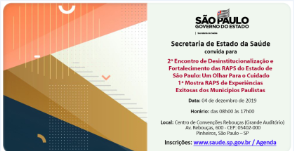 SÃO PAULO
GOVERNO DO ESTADO
Secretaria de Estado da Saúde
convida para
2º Encontro de Desinstitucionalização e
Fortalecimento das RAPS do Estado de
São Paulo: Um Olhar Para o Cuidado
1ª Mostra RAPS de Experiências
Exitosas dos Municípios Paulistas
Data: 04 de dezembro de 2019
Horário: das 08h00 às 17h00
Local: Centro de Convenções Rebouças (Grande Auditório)
Av. Rebouças, 600 - CEP: 05402-000
Pinheiros, São Paulo - SP
Inscrições: www.saude.sp.gov.br / Agenda